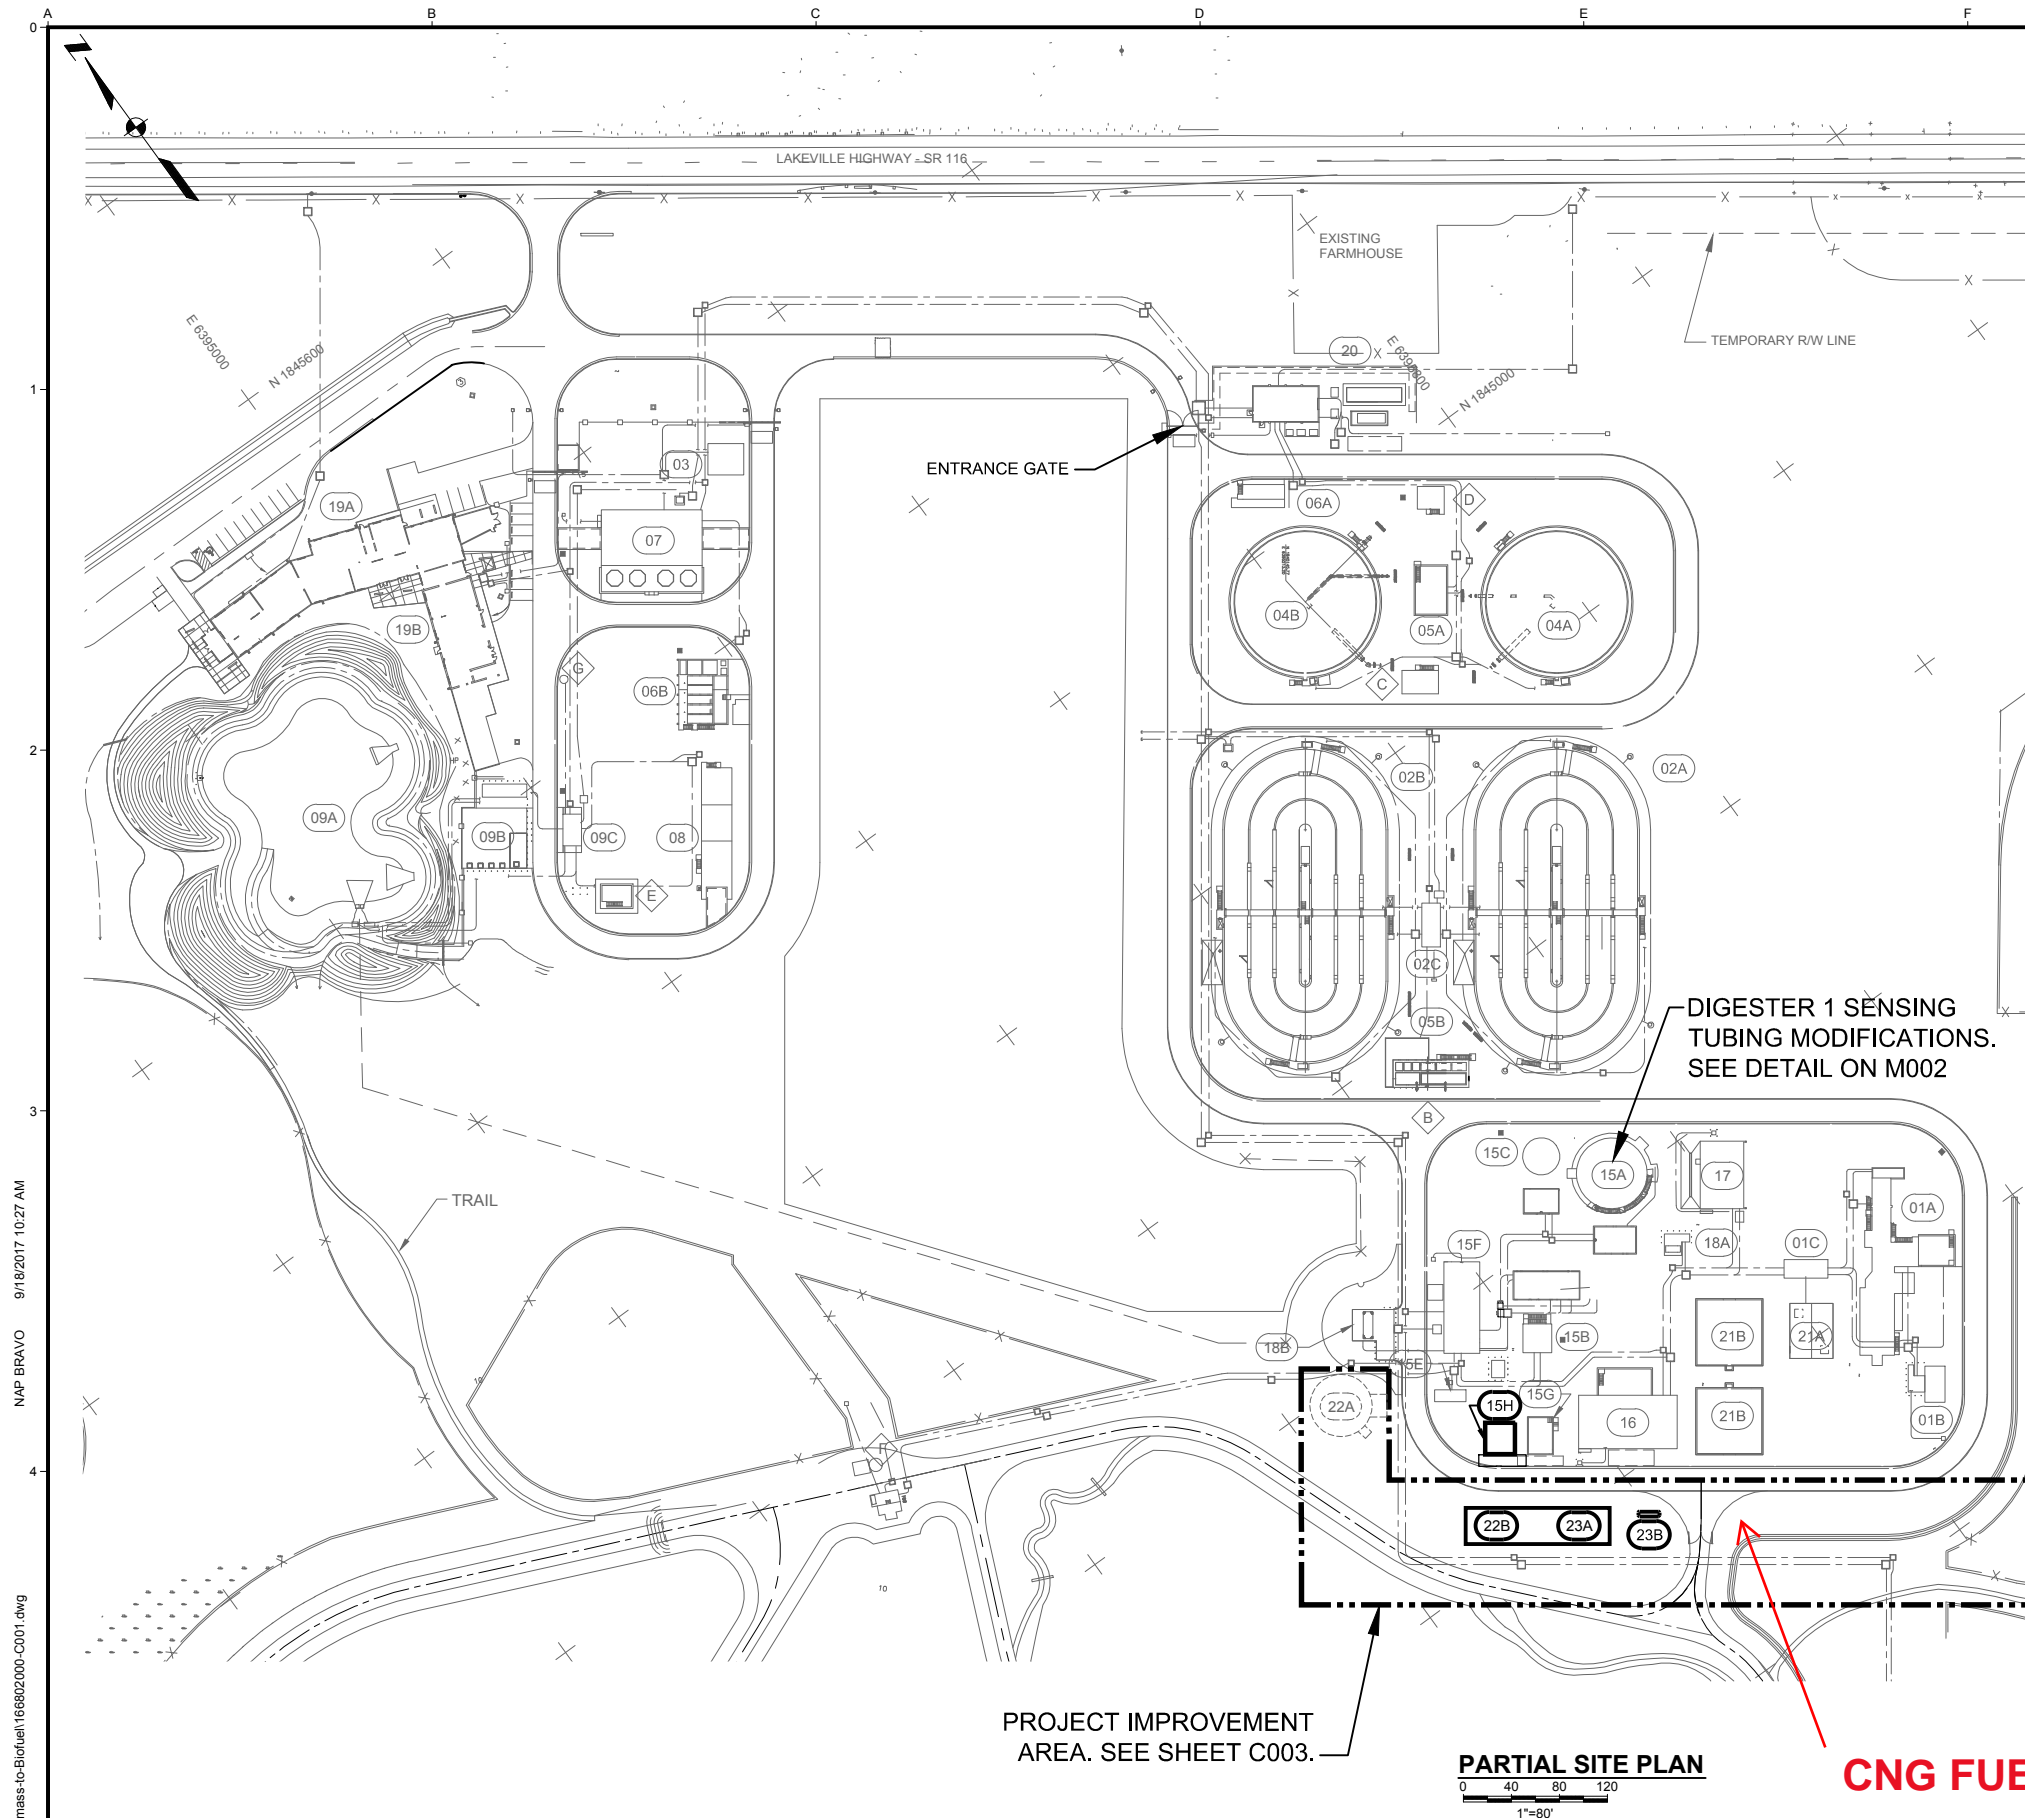 A
B
C
D
E
F
0
1
2
3
4
LAKEVILLE HIGHWAY - SR 116
EXISTING
FARMHOUSE
TEMPORARY R/W LINE
E 6395000
N 1845600
20
N 1845000
ENTRANCE GATE
03
19A
07
19B
G
06B
09A
09B
09C
08
E
06A
D
04B
05A
04A
C
02B
02A
02C
05B
DIGESTER 1 SENSING
TUBING MODIFICATIONS.
SEE DETAIL ON M002
B
15C
15A
17
01A
15F
18A
01C
TRAIL
18B
15E
15B
21B
21A
22A
15G
15H
16
21B
01B
F
22B
23A
23B
10
10
PROJECT IMPROVEMENT
AREA. SEE SHEET C003.
PARTIAL SITE PLAN
0 40 80 120
1"=80'
CNG FUE
NAP BRAVO 9/18/2017 10:27 AM
mass-to-Biofuel\166802000-C001.dwg